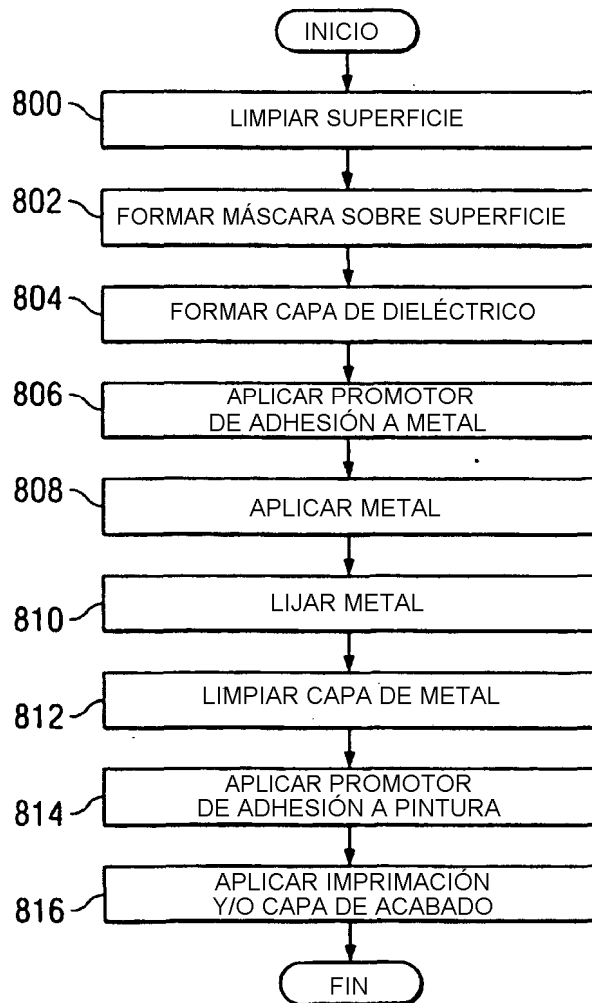 INICIO
800
LIMPIAR SUPERFICIE
802
FORMAR MÁSCARA SOBRE SUPERFICIE
804
FORMAR CAPA DE DIELÉCTRICO
806
APLICAR PROMOTOR
DE ADHESIÓN A METAL
808
APLICAR METAL
810
LIJAR METAL
812
LIMPIAR CAPA DE METAL
814
APLICAR PROMOTOR
DE ADHESIÓN A PINTURA
816
APLICAR IMPRIMACIÓN
Y/O CAPA DE ACABADO
FIN